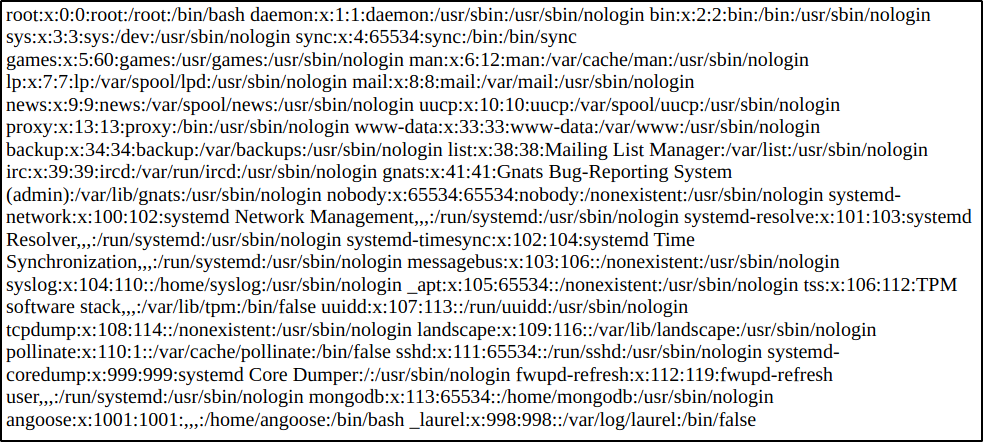 root:x:0:0:root:/root:/bin/bash daemon:x:1:1:daemon:/usr/sbin:/usr/sbin/nologin bin:x:2:2:bin:/bin:/usr/sbin/nologin
sys:x:3:3:sys:/dev:/usr/sbin/nologin sync:x:4:65534:sync:/bin:/bin/sync
games:x:5:60:games:/usr/games:/usr/sbin/nologin man:x:6:12:man:/var/cache/man:/usr/sbin/nologin
lp:x:7:7:lp:/var/spool/lpd:/usr/sbin/nologin mail:x:8:8:mail:/var/mail:/usr/sbin/nologin
news:x:9:9:news:/var/spool/news:/usr/sbin/nologin uucp:x:10:10:uucp:/var/spool/uucp:/usr/sbin/nologin
proxy:x:13:13:proxy:/bin:/usr/sbin/nologin www-data:x:33:33:www-data:/var/www:/usr/sbin/nologin
backup:x:34:34:backup:/var/backups:/usr/sbin/nologin list:x:38:38:Mailing List Manager:/var/list:/usr/sbin/nologin
irc:x:39:39:ircd:/var/run/ircd:/usr/sbin/nologin gnats:x:41:41:Gnats Bug-Reporting System
(admin):/var/lib/gnats:/usr/sbin/nologin nobody:x:65534:65534:nobody:/nonexistent:/usr/sbin/nologin systemd-
network:x:100:102:systemd Network Management,,,:/run/systemd:/usr/sbin/nologin systemd-resolve:x:101:103:systemd
Resolver,,,:/run/systemd:/usr/sbin/nologin systemd-timesync:x:102:104:systemd Time
Synchronization,,,:/run/systemd:/usr/sbin/nologin messagebus:x:103:106::/nonexistent:/usr/sbin/nologin
syslog:x:104:110::/home/syslog:/usr/sbin/nologin _apt:x:105:65534::/nonexistent:/usr/sbin/nologin tss:x:106:112:TPM
software stack,,,:/var/lib/tpm:/bin/false uuidd:x:107:113::/run/uuidd:/usr/sbin/nologin
tcpdump:x:108:114::/nonexistent:/usr/sbin/nologin landscape:x:109:116::/var/lib/landscape:/usr/sbin/nologin
pollinate:x:110:1::/var/cache/pollinate:/bin/false sshd:x:111:65534::/run/sshd:/usr/sbin/nologin systemd-
coredump:x:999:999:systemd Core Dumper:/:/usr/sbin/nologin fwupd-refresh:x:112:119:fwupd-refresh
user,,,:/run/systemd:/usr/sbin/nologin mongodb:x:113:65534::/home/mongodb:/usr/sbin/nologin
angoose:x:1001:1001:,,,:/home/angoose:/bin/bash _laurel:x:998:998::/var/log/laurel:/bin/false